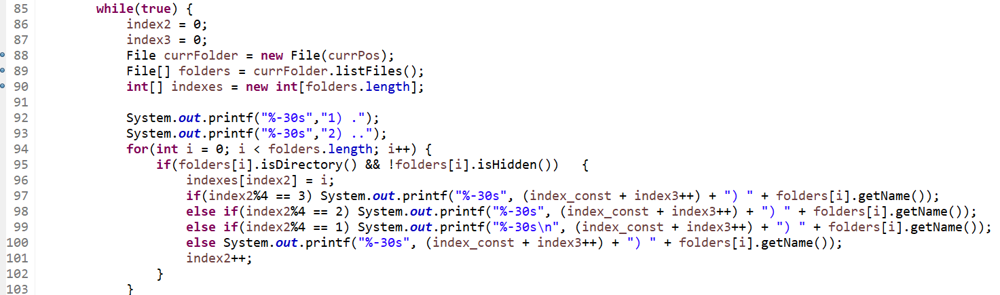 85 while(true) {
86 index2 = 0;
87 index3 = 0;
88 File currFolder = new File(currPos);
89 File[] folders = currFolder.listFiles();
90 int[] indexes = new int[folders.length];
91
92 System.out.printf("%-30s","1) .");
93 System.out.printf("%-30s","2) ..");
94 for(int i = 0; i < folders.length; i++) {
95 if(folders[i].isDirectory() && !folders[i].isHidden())   {
96 indexes[index2] = i;
97 if(index2%4 == 3) System.out.printf("%-30s", (index_const + index3++) + ") " + folders[i].getName());
98 else if(index2%4 == 2) System.out.printf("%-30s", (index_const + index3++) + ") " + folders[i].getName());
99 else if(index2%4 == 1) System.out.printf("%-30s\n", (index_const + index3++) + ") " + folders[i].getName());
100 else System.out.printf("%-30s", (index_const + index3++) + ") " + folders[i].getName());
101 index2++;
102 }
103 }